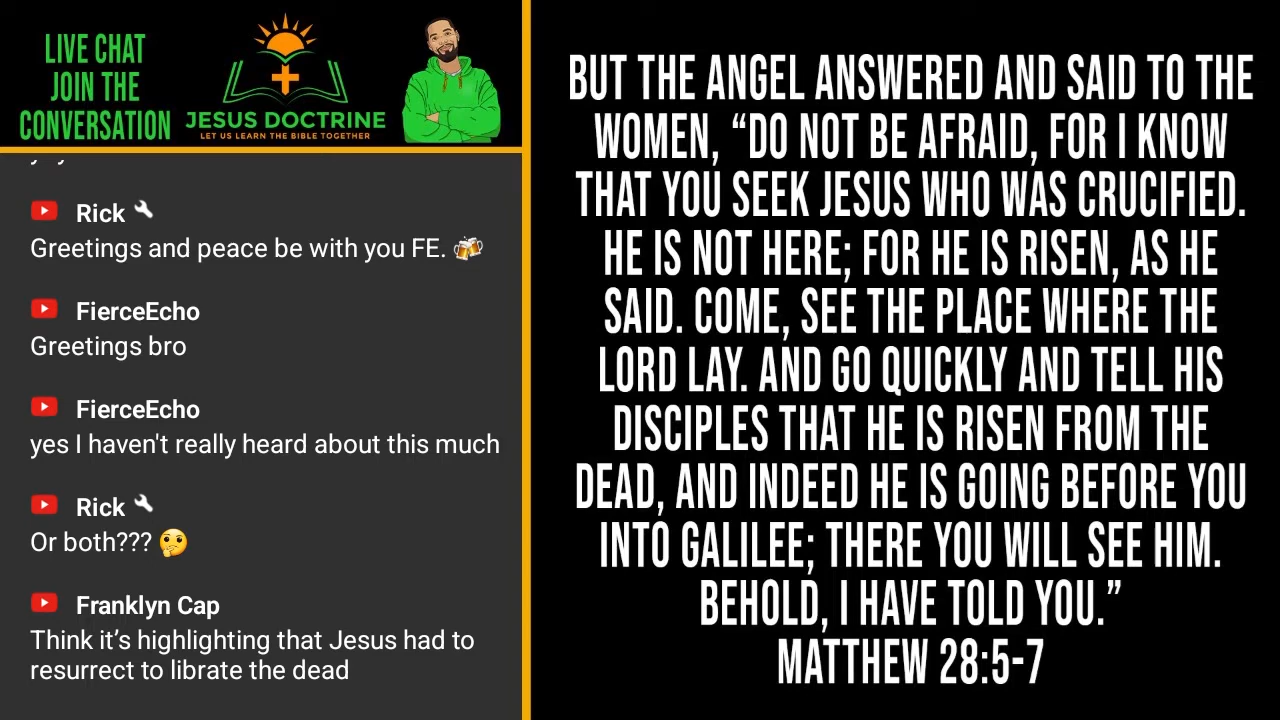 LIVE CHAT
JOIN THE
CONVERSATION
JESUS DOCTRINE
LET US LEARN THE BIBLE TOGETHER
Rick
Greetings and peace be with you FE. 🍻
FierceEcho
Greetings bro
FierceEcho
yes I haven't really heard about this much
Rick
Or both??? 🤔
Franklyn Cap
Think it’s highlighting that Jesus had to
resurrect to librate the dead
BUT THE ANGEL ANSWERED AND SAID TO THE
WOMEN, “DO NOT BE AFRAID, FOR I KNOW
THAT YOU SEEK JESUS WHO WAS CRUCIFIED.
HE IS NOT HERE; FOR HE IS RISEN, AS HE
SAID. COME, SEE THE PLACE WHERE THE
LORD LAY. AND GO QUICKLY AND TELL HIS
DISCIPLES THAT HE IS RISEN FROM THE
DEAD, AND INDEED HE IS GOING BEFORE YOU
INTO GALILEE; THERE YOU WILL SEE HIM.
BEHOLD, I HAVE TOLD YOU.”
MATTHEW 28:5-7